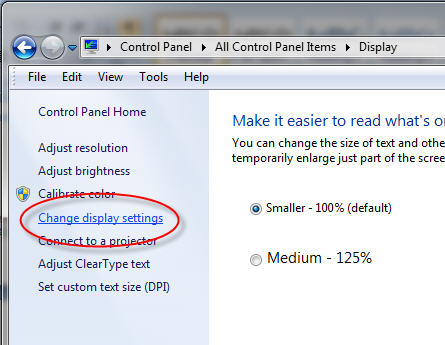 Control Panel ▸ All Control Panel Items ▸ Display
File Edit View Tools Help
Control Panel Home
Adjust resolution
Adjust brightness
Calibrate color
Change display settings
Connect to a projector
Adjust ClearType text
Set custom text size (DPI)
Make it easier to read what's o
You can change the size of text and othe
temporarily enlarge just part of the scree
Smaller - 100% (default)
Medium - 125%